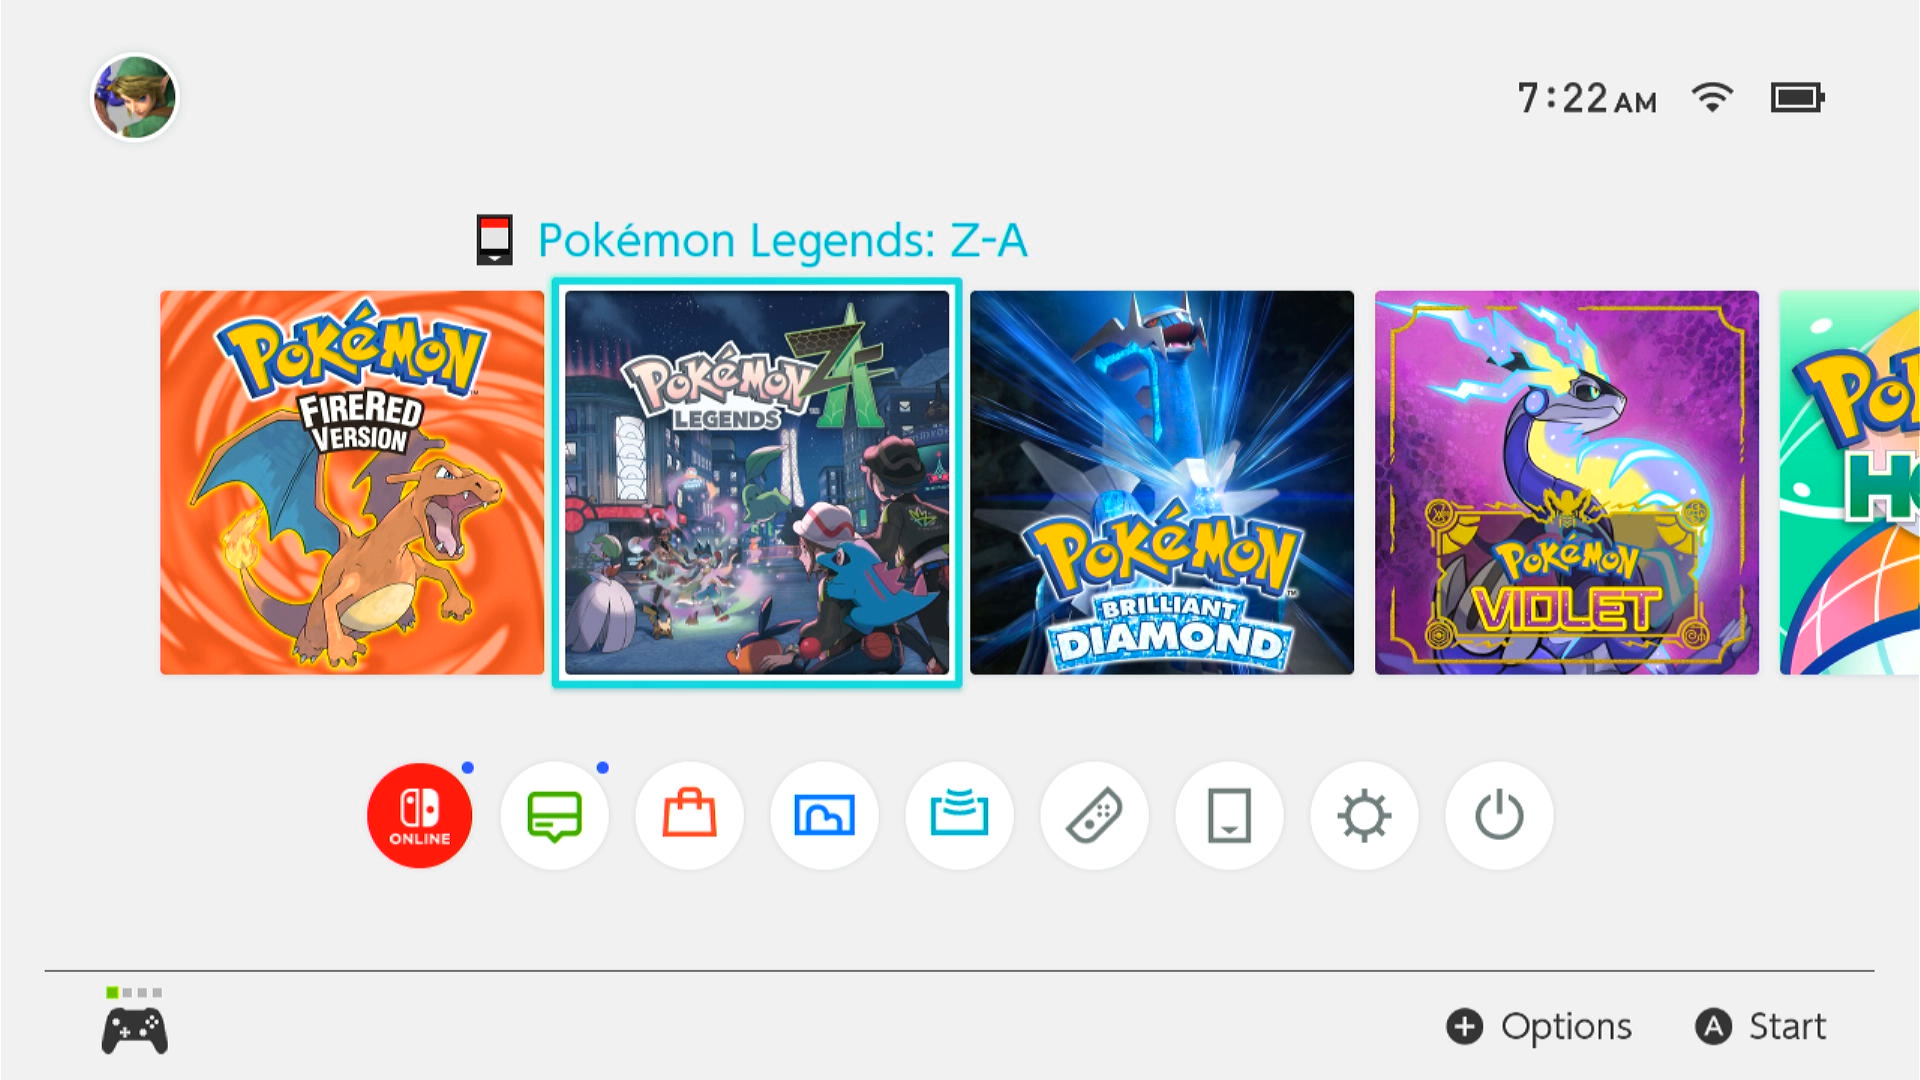 7:22 AM
Pokémon Legends: Z-A
POKéMON
FIRERED
VERSION
POKéMON
LEGENDS
Z-A
POKéMON
BRILLIANT
DIAMOND
POKéMON
VIOLET
ONLINE
Options
A Start